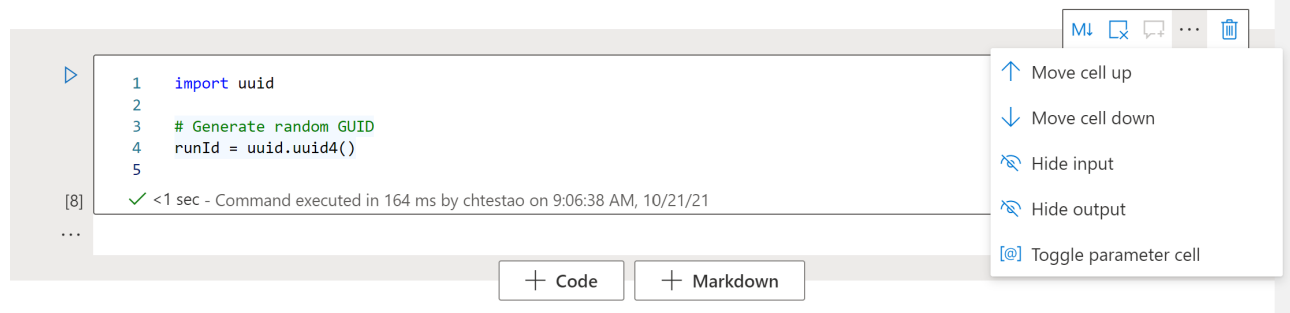 M↓
Move cell up
1 import uuid
2
3 # Generate random GUID
4 runId = uuid.uuid4()
5
Move cell down
Hide input
[8] <1 sec - Command executed in 164 ms by chtestao on 9:06:38 AM, 10/21/21
Hide output
[@] Toggle parameter cell
+ Code
+ Markdown